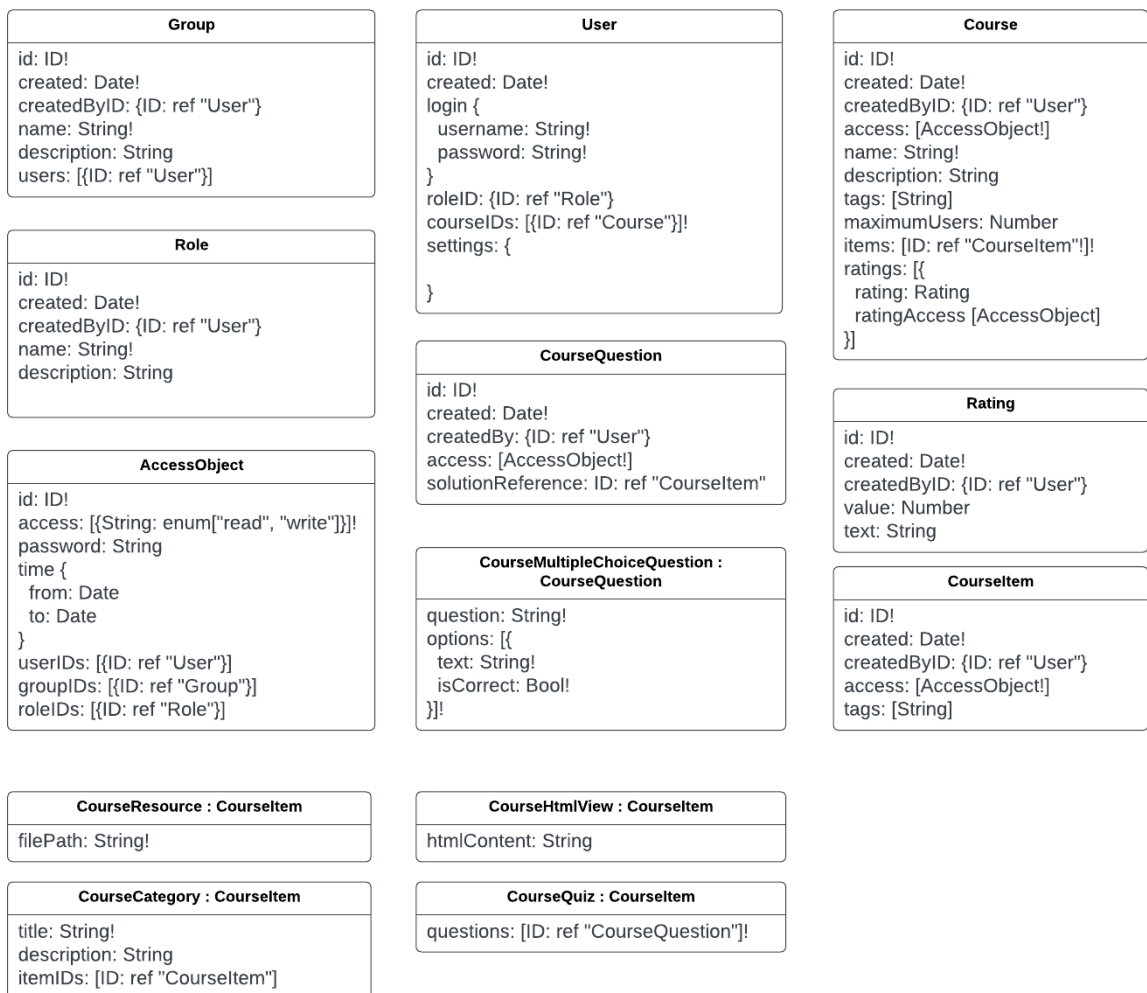 Group
id: ID!
created: Date!
createdByID: {ID: ref "User"}
name: String!
description: String
users: [{ID: ref "User"}]
Role
id: ID!
created: Date!
createdByID: {ID: ref "User"}
name: String!
description: String
AccessObject
id: ID!
access: [{String: enum["read", "write"]}]!
password: String
time {
from: Date
to: Date
}
userIDs: [{ID: ref "User"}]
groupIDs: [{ID: ref "Group"}]
roleIDs: [{ID: ref "Role"}]
User
id: ID!
created: Date!
login {
username: String!
password: String!
}
roleID: {ID: ref "Role"}
courseIDs: [{ID: ref "Course"}]!
settings: {
}
CourseQuestion
id: ID!
created: Date!
createdBy: {ID: ref "User"}
access: [AccessObject!]
solutionReference: ID: ref "CourseItem"
CourseMultipleChoiceQuestion :
CourseQuestion
question: String!
options: [{
text: String!
isCorrect: Bool!
}]!
Course
id: ID!
created: Date!
createdByID: {ID: ref "User"}
access: [AccessObject!]
name: String!
description: String
tags: [String]
maximumUsers: Number
items: [ID: ref "CourseItem"!]!
ratings: [{
rating: Rating
ratingAccess [AccessObject]
}]
Rating
id: ID!
created: Date!
createdByID: {ID: ref "User"}
value: Number
text: String
CourseItem
id: ID!
created: Date!
createdByID: {ID: ref "User"}
access: [AccessObject!]
tags: [String]
CourseResource : CourseItem
filePath: String!
CourseHtmlView : CourseItem
htmlContent: String
CourseCategory : CourseItem
title: String!
description: String
itemIDs: [ID: ref "CourseItem"]
CourseQuiz : CourseItem
questions: [ID: ref "CourseQuestion"]!